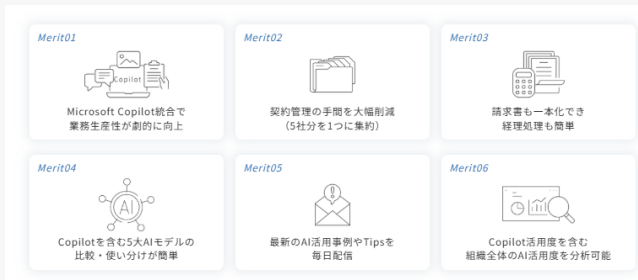 Merit01
Copilot
Microsoft Copilot統合で
業務生産性が劇的に向上
Merit02
契約管理の手間を大幅削減
（5社分を1つに集約）
Merit03
請求書も一本化でき
経理処理も簡単
Merit04
AI
Copilotを含む5大AIモデルの
比較・使い分けが簡単
Merit05
最新のAI活用事例やTipsを
毎日配信
Merit06
Copilot活用度を含む
組織全体のAI活用度を分析可能